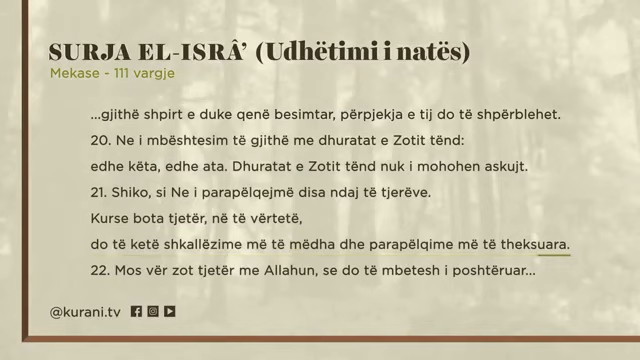 SURJA EL-ISRÂ’ (Udhëtimi i natës)
Mekase - 111 vargje
...gjithë shpirt e duke qenë besimtar, përpjekja e tij do të shpërblehet.
20. Ne i mbështesim të gjithë me dhuratat e Zotit tënd:
edhe këta, edhe ata. Dhuratat e Zotit tënd nuk i mohohen askujt.
21. Shiko, si Ne i parapëlqejmë disa ndaj të tjerëve.
Kurse bota tjetër, në të vërtetë,
do të ketë shkallëzime më të mëdha dhe parapëlqime më të theksuara.
22. Mos vër zot tjetër me Allahun, se do të mbetesh i poshtëruar...
@kurani.tv